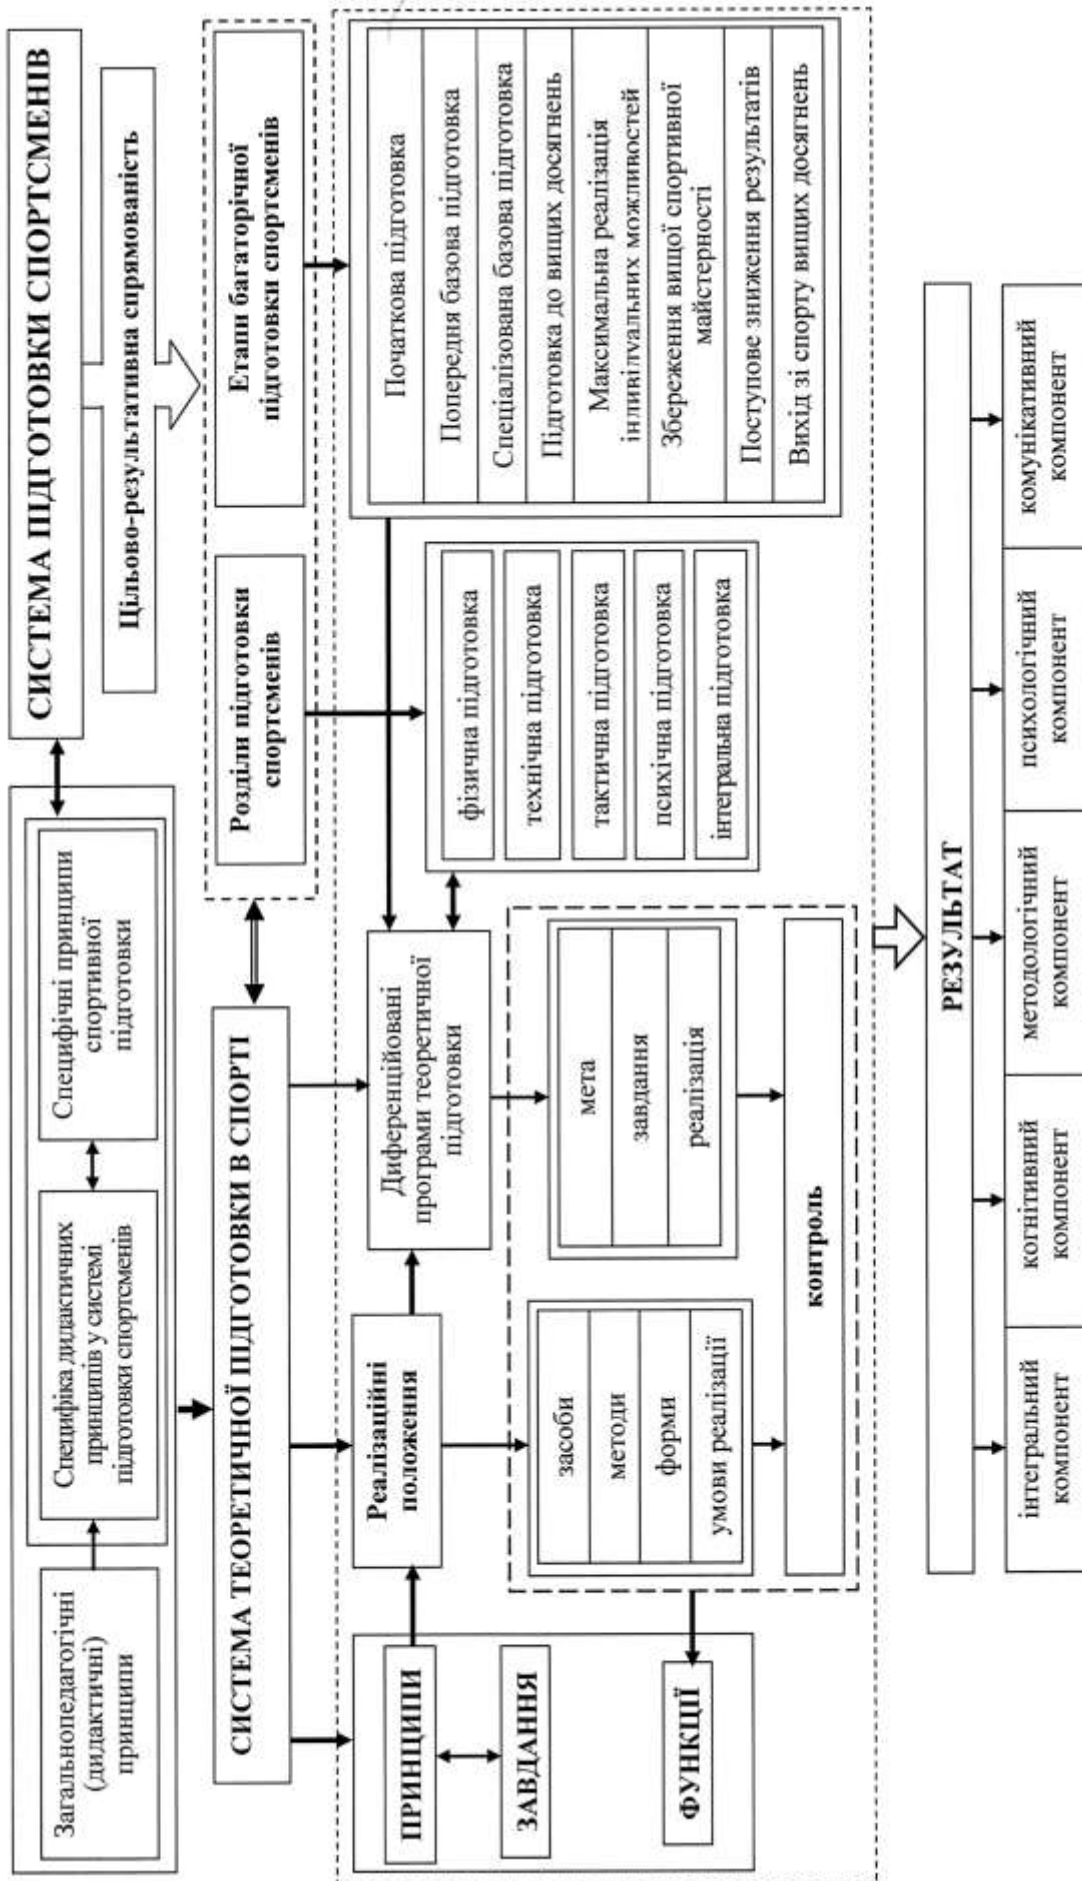 СИСТЕМА ПІДГОТОВКИ СПОРТСМЕНІВ
Цільово-результативна спрямованість
Загальнопедагогічні
(дидактичні)
принципи
Специфіка дидактичних
принципів у системі
підготовки спортсменів
Специфічні принципи
спортивної
підготовки
СИСТЕМА ТЕОРЕТИЧНОЇ ПІДГОТОВКИ В СПОРТІ
Розділи підготовки
спортсменів
Етапи багаторічної
підготовки спортсменів
ПРИНЦИПИ
ЗАВДАННЯ
ФУНКЦІЇ
Реалізаційні
положення
Диференційовані
програми теоретичної
підготовки
засоби
методи
форми
умови реалізації
мета
завдання
реалізація
контроль
фізична підготовка
технічна підготовка
тактична підготовка
психічна підготовка
інтегральна підготовка
Початкова підготовка
Попередня базова підготовка
Спеціалізована базова підготовка
Підготовка до вищих досягнень
Максимальна реалізація
індивідуальних можливостей
Збереження вищої спортивної
майстерності
Поступове зниження результатів
Вихід зі спорту вищих досягнень
РЕЗУЛЬТАТ
інтегральний
компонент
когнітивний
компонент
методологічний
компонент
психологічний
компонент
комунікативний
компонент